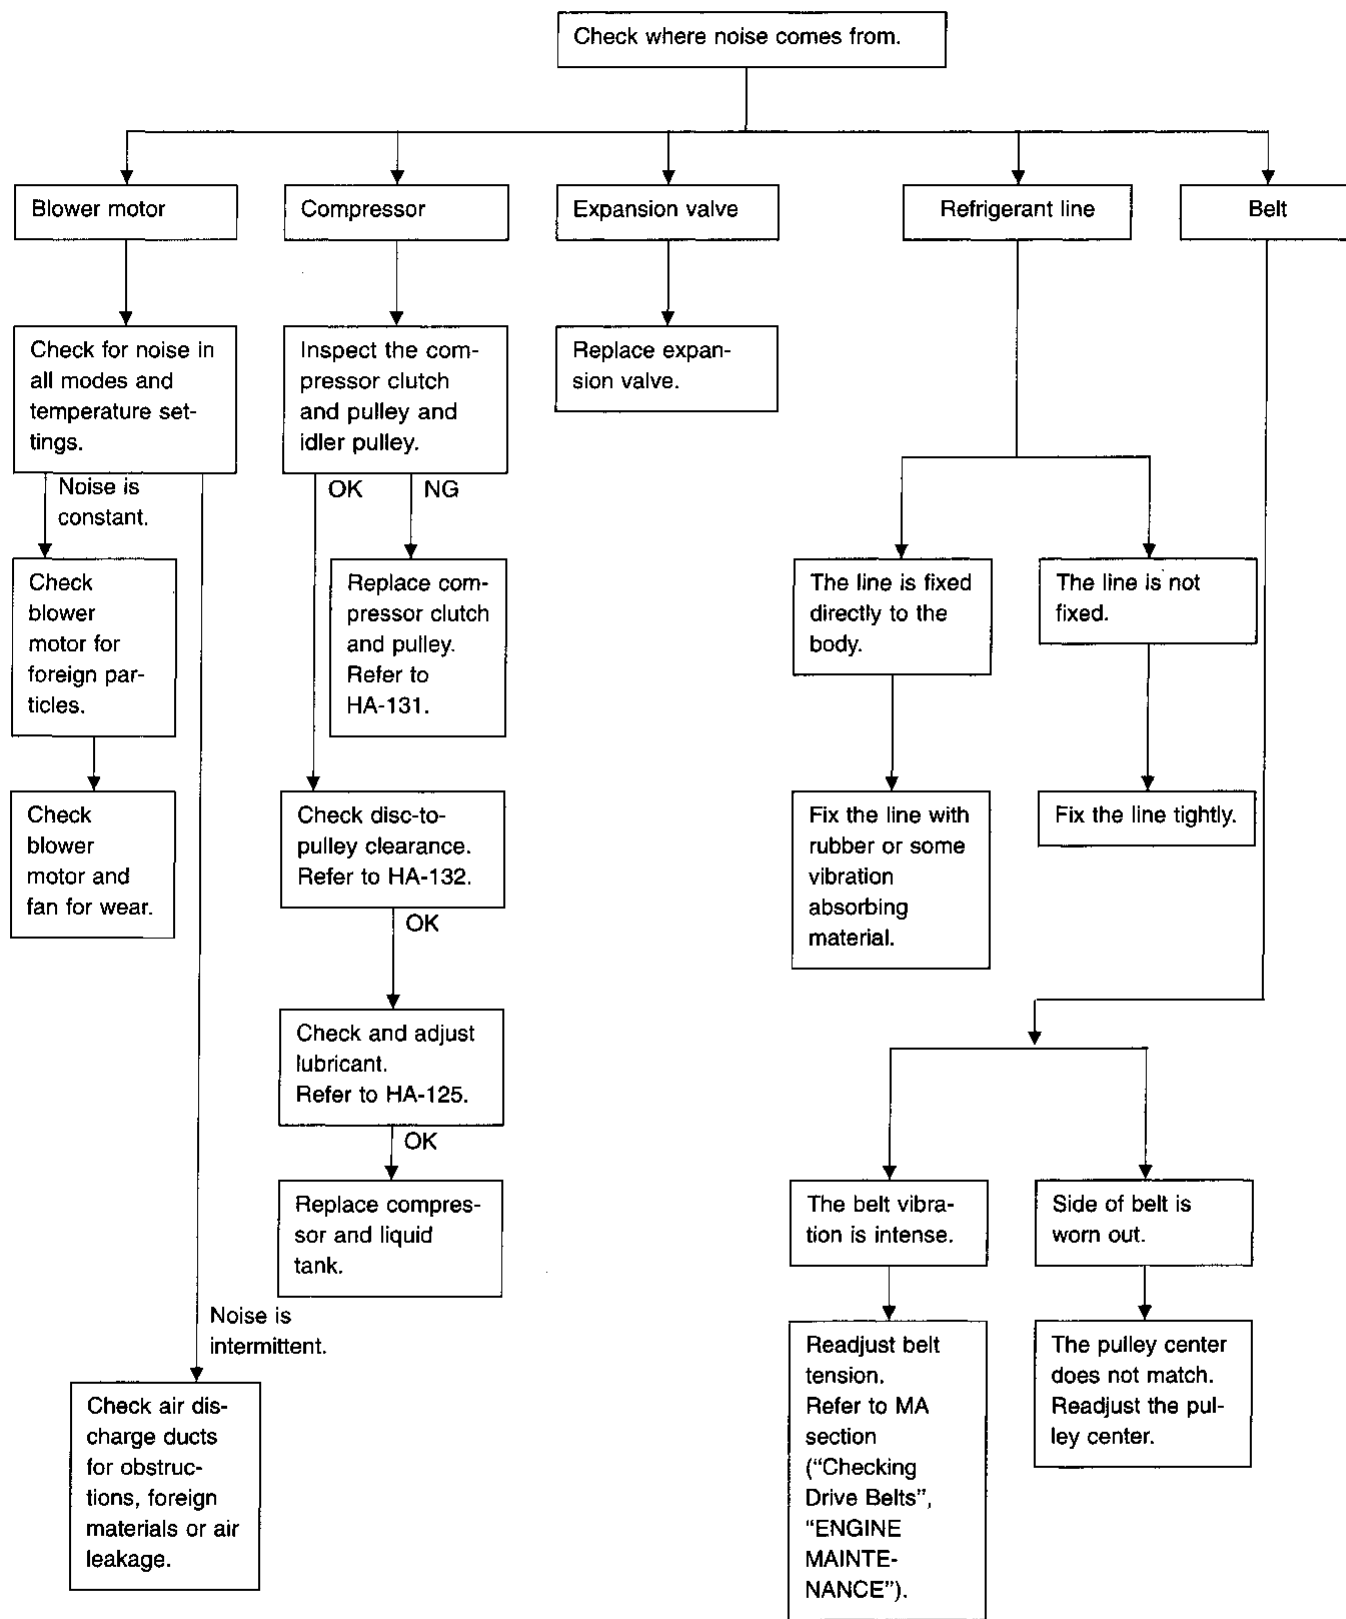 Check where noise comes from.
Blower motor
Compressor
Expansion valve
Refrigerant line
Belt
Check for noise in
all modes and
temperature set-
tings.
Inspect the com-
pressor clutch
and pulley and
idler pulley.
Replace expan-
sion valve.
Noise is
constant.
OK
NG
Check
blower
motor for
foreign par-
ticles.
Replace com-
pressor clutch
and pulley.
Refer to
HA-131.
The line is fixed
directly to the
body.
The line is not
fixed.
Check
blower
motor and
fan for wear.
Check disc-to-
pulley clearance.
Refer to HA-132.
OK
Fix the line with
rubber or some
vibration
absorbing
material.
Fix the line tightly.
Check and adjust
lubricant.
Refer to HA-125.
OK
Replace compres-
sor and liquid
tank.
The belt vibra-
tion is intense.
Side of belt is
worn out.
Noise is
intermittent.
Check air dis-
charge ducts
for obstruc-
tions, foreign
materials or air
leakage.
Readjust belt
tension.
Refer to MA
section
(“Checking
Drive Belts”,
“ENGINE
MAINTE-
NANCE”).
The pulley center
does not match.
Readjust the pul-
ley center.